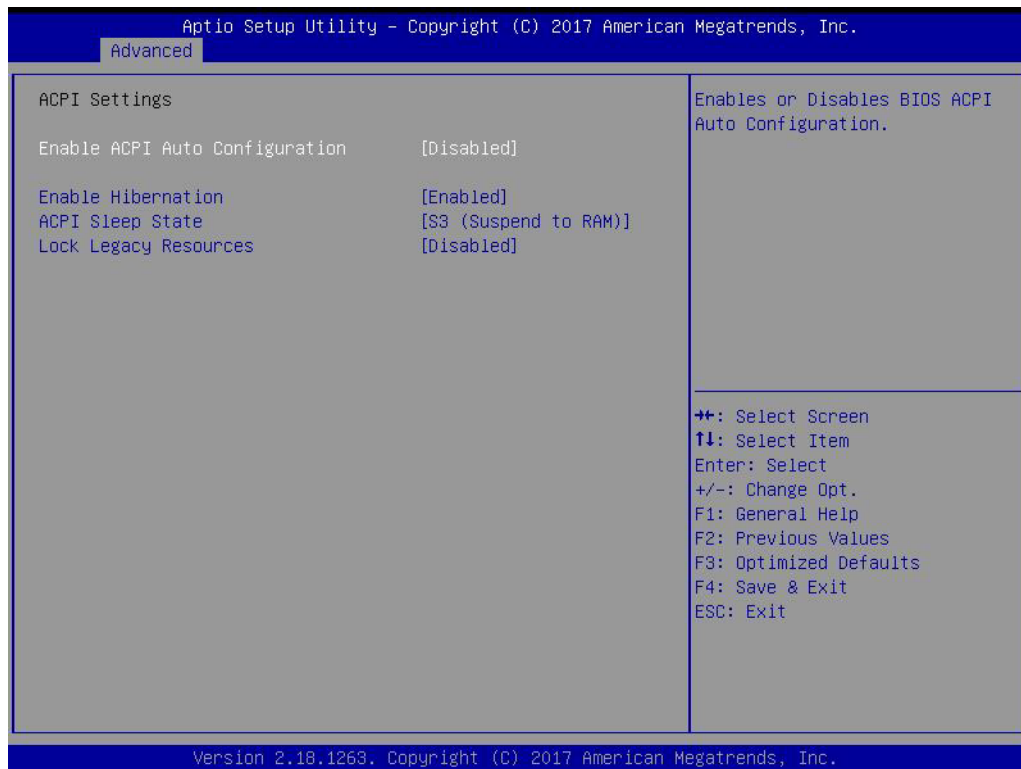 Aptio Setup Utility – Copyright (C) 2017 American Megatrends, Inc.
Advanced
ACPI Settings
Enable ACPI Auto Configuration [Disabled]
Enable Hibernation [Enabled]
ACPI Sleep State [S3 (Suspend to RAM)]
Lock Legacy Resources [Disabled]
Enables or Disables BIOS ACPI
Auto Configuration.
→←: Select Screen
↑↓: Select Item
Enter: Select
+/-: Change Opt.
F1: General Help
F2: Previous Values
F3: Optimized Defaults
F4: Save & Exit
ESC: Exit
Version 2.18.1263. Copyright (C) 2017 American Megatrends, Inc.